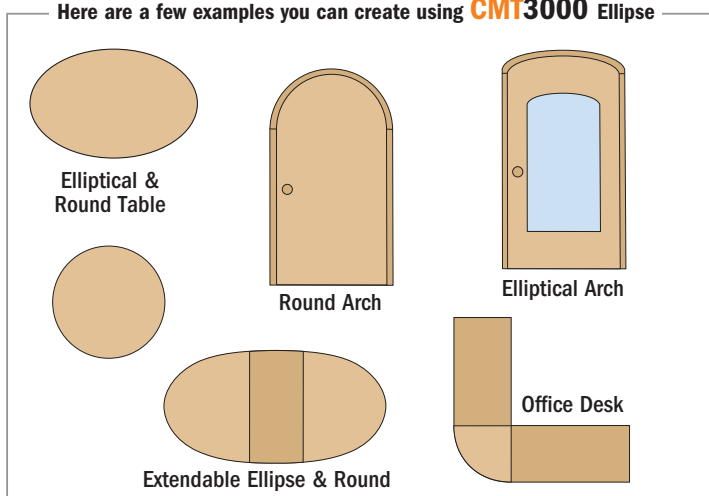 Here are a few examples you can create using CMT3000 Ellipse
Elliptical &
Round Table
Round Arch
Elliptical Arch
Office Desk
Extendable Ellipse & Round